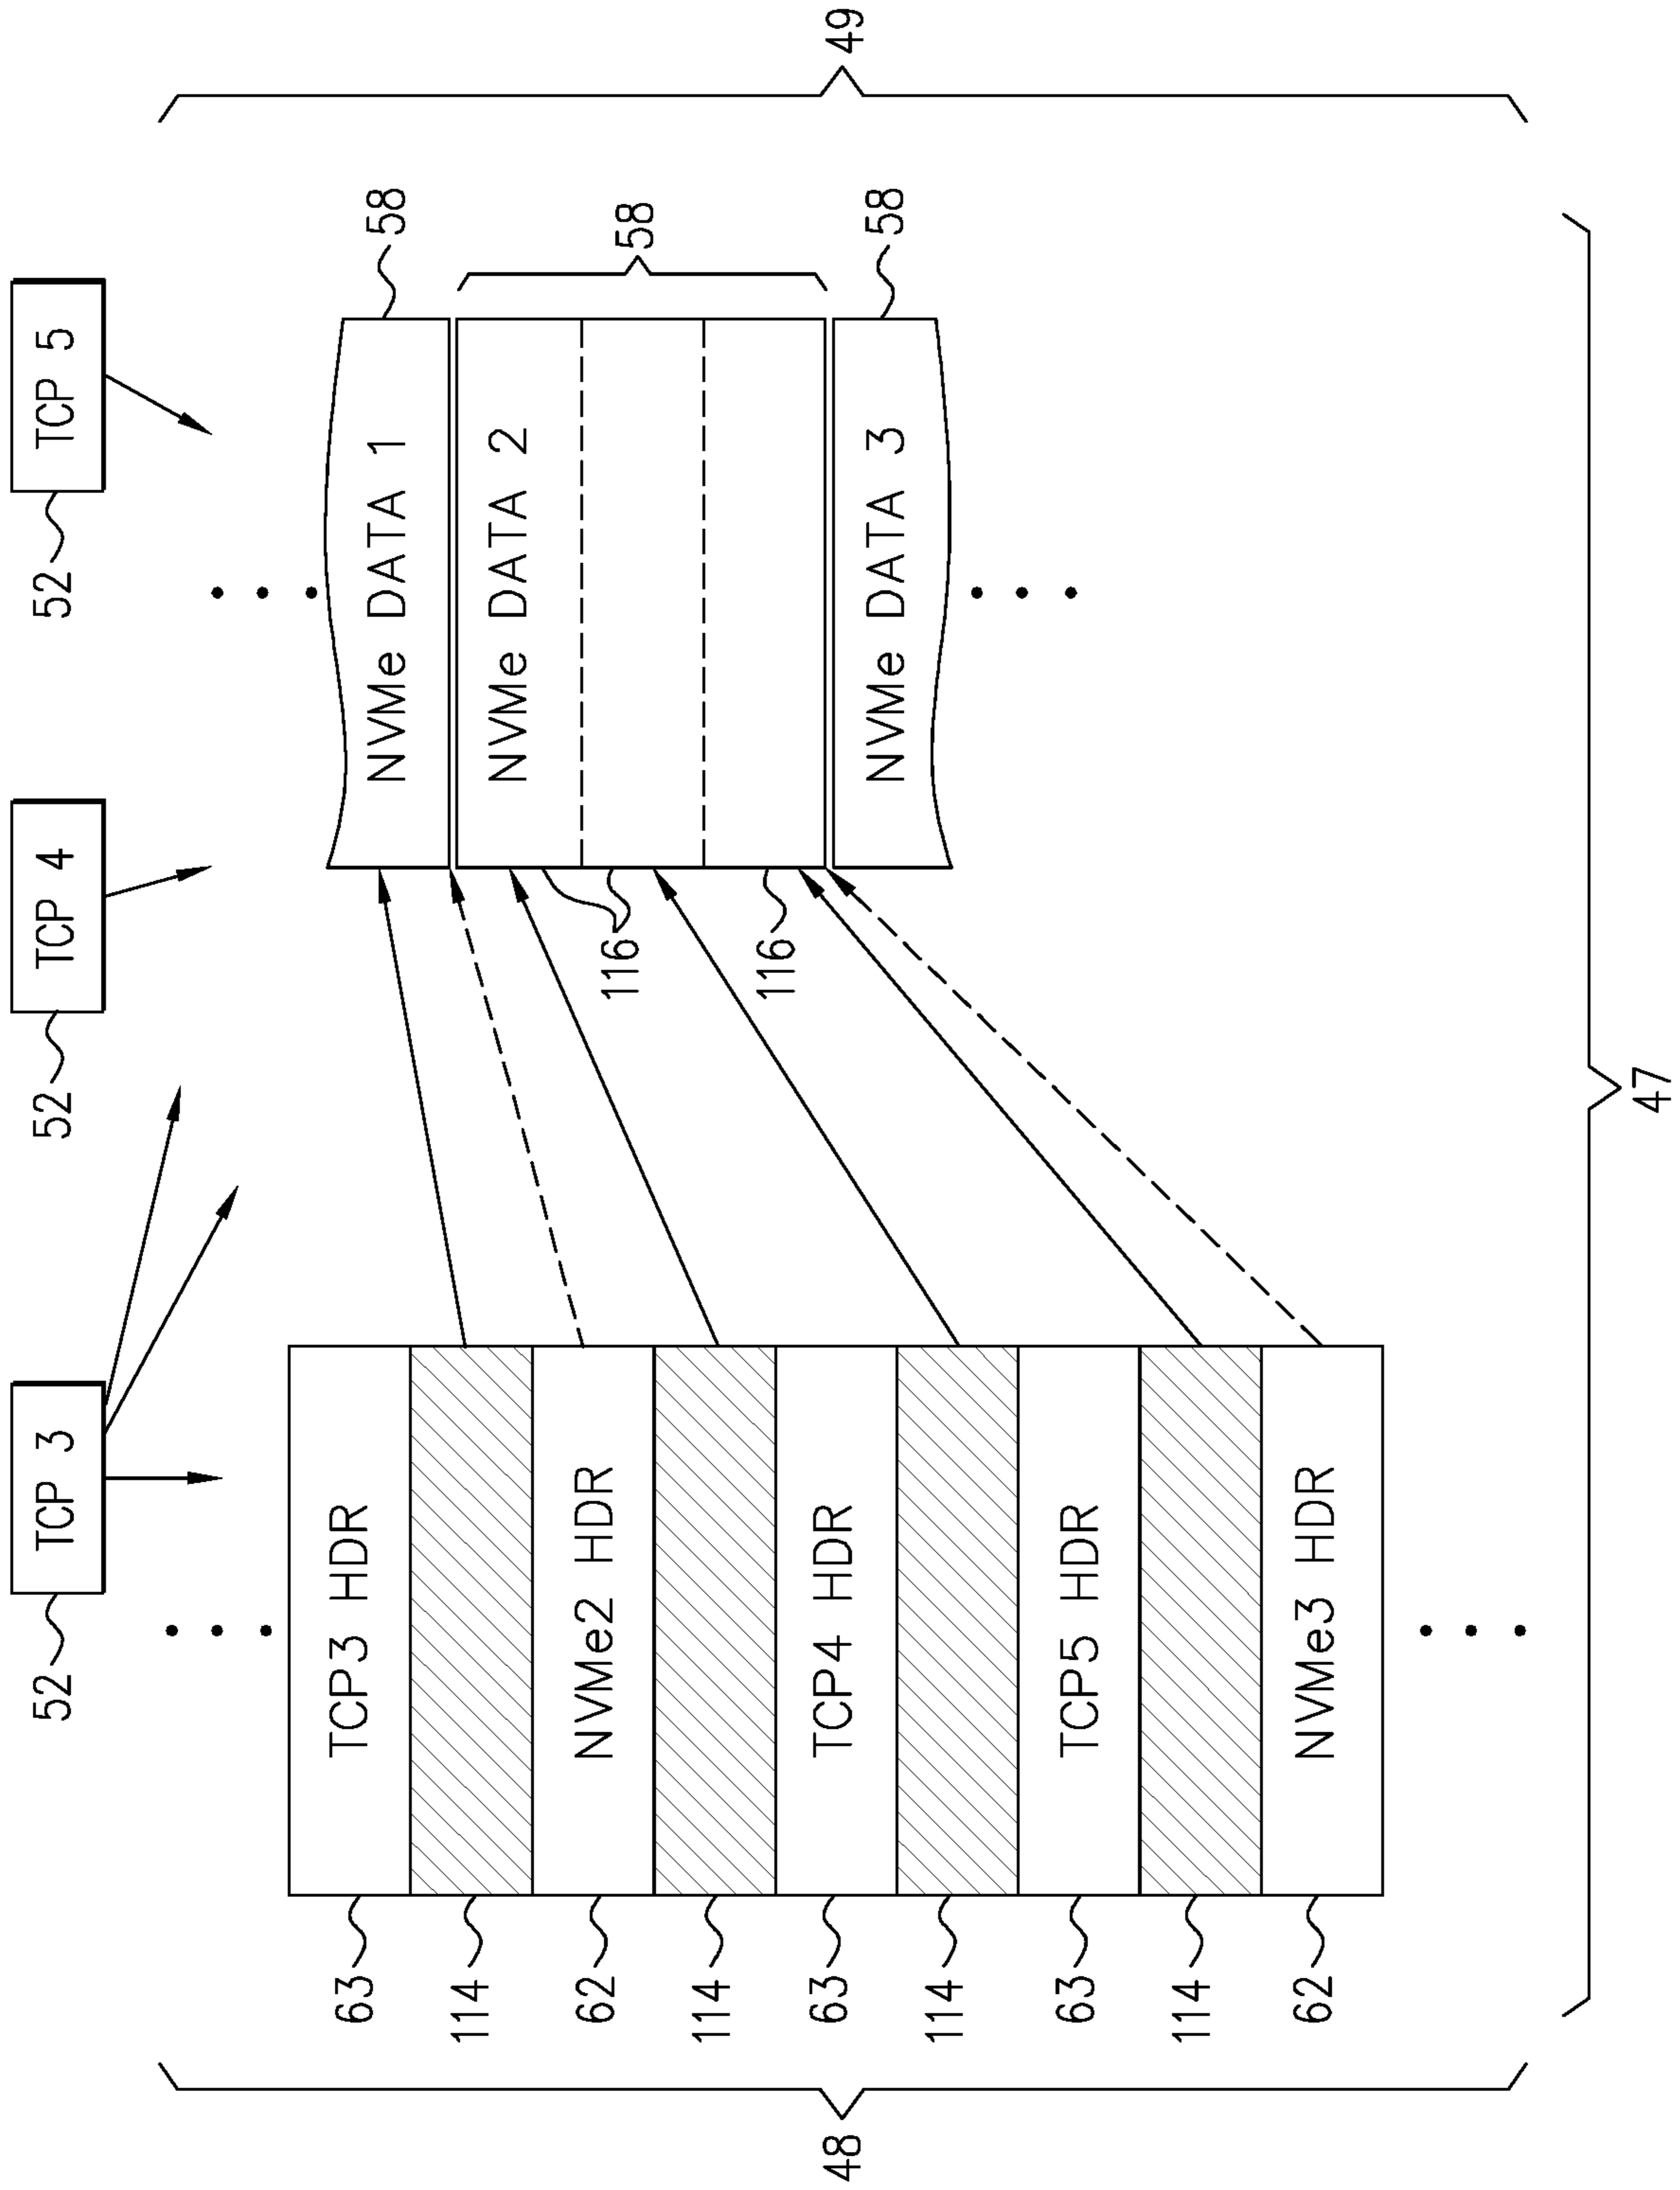 52
TCP 3
52
TCP 4
52
TCP 5
48
63
TCP3 HDR
114
62
NVMe2 HDR
114
63
TCP4 HDR
114
63
TCP5 HDR
114
62
NVMe3 HDR
NVMe DATA 1
58
NVMe DATA 2
58
116
116
NVMe DATA 3
58
49
47